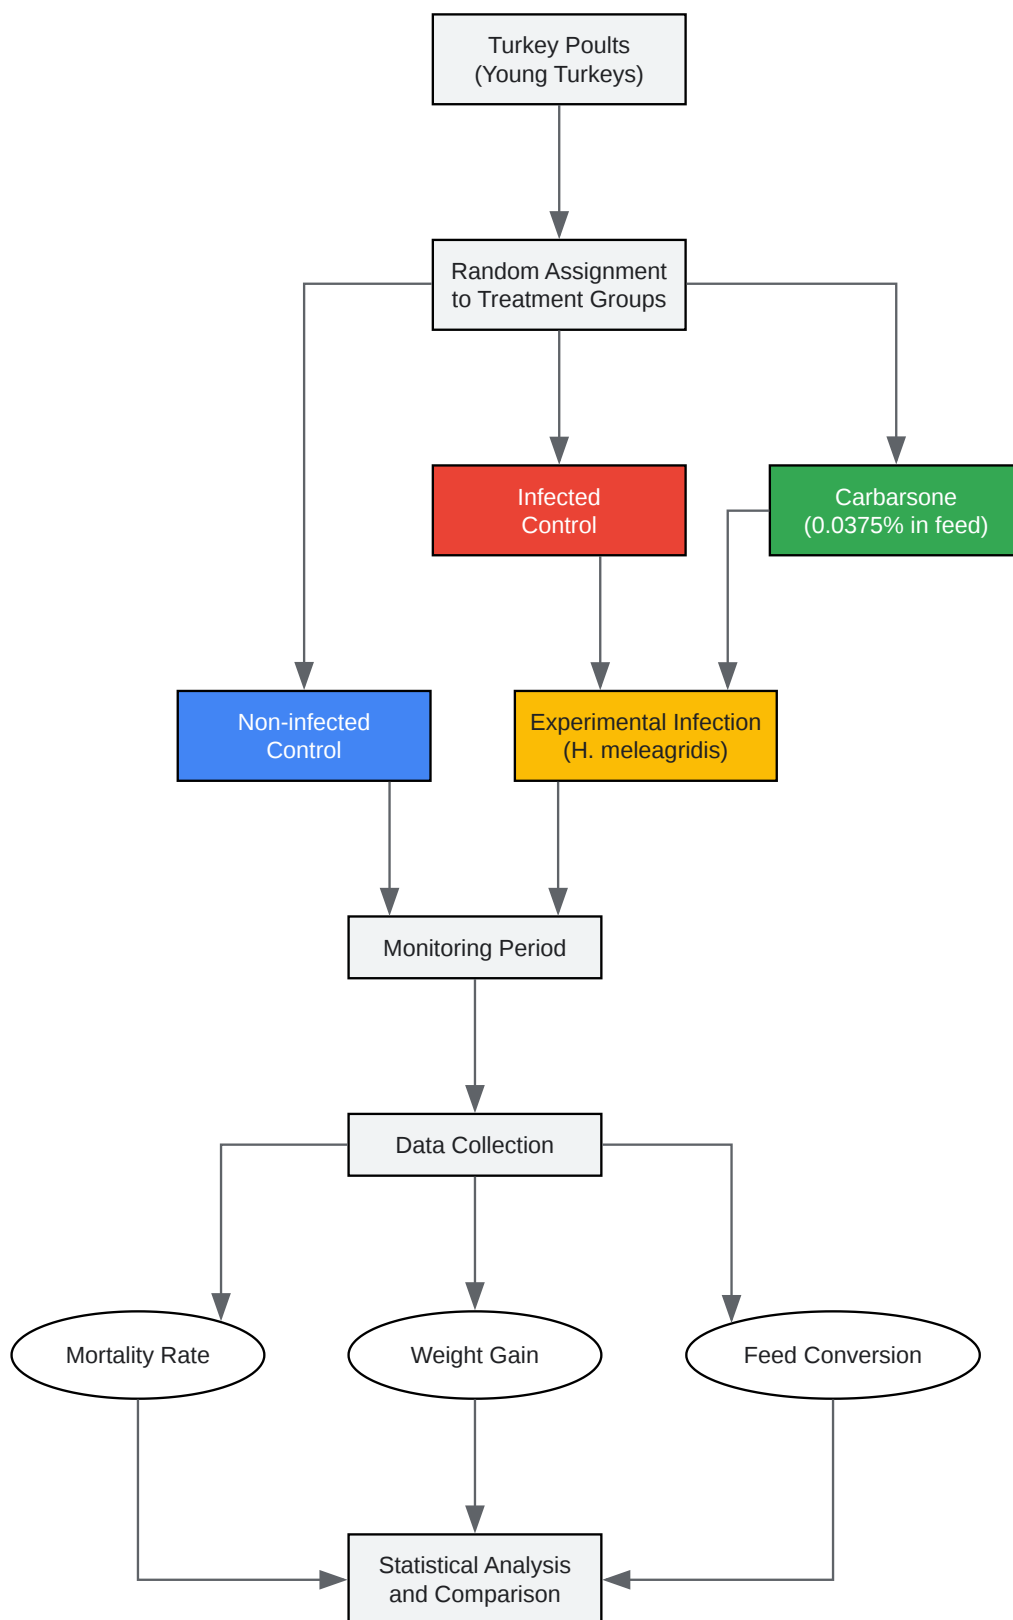 Turkey Poults
(Young Turkeys)
Random Assignment
to Treatment Groups
Infected
Control
Carbarsone
(0.0375% in feed)
Non-infected
Control
Experimental Infection
(H. meleagridis)
Monitoring Period
Data Collection
Mortality Rate
Weight Gain
Feed Conversion
Statistical Analysis
and Comparison